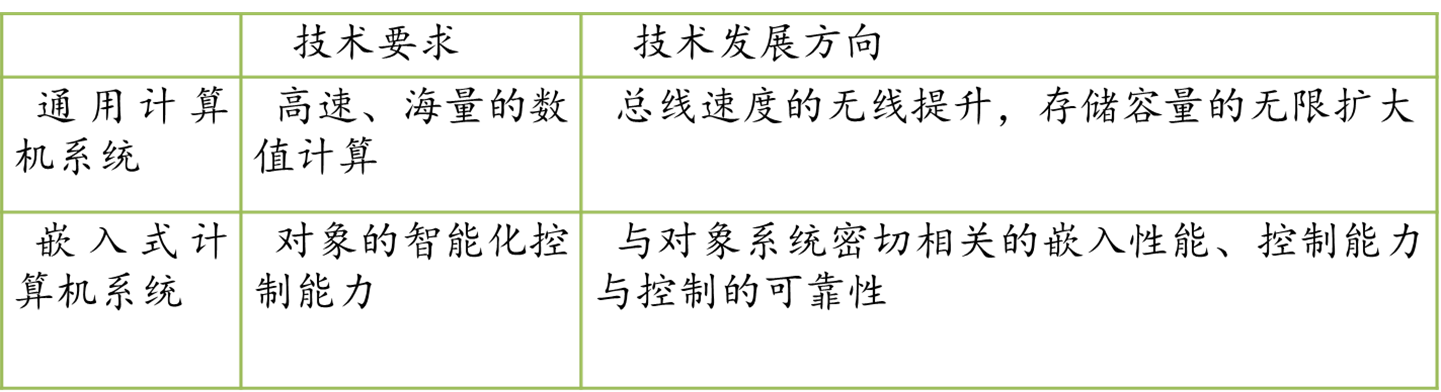 技术要求 技术发展方向
通用计算 高速、海量的数 总线速度的无线提升，存储容量的无限扩大
机系统 值计算
嵌入式计 对象的智能化控 与对象系统密切相关的嵌入性能、控制能力
算机系统 制能力 与控制的可靠性